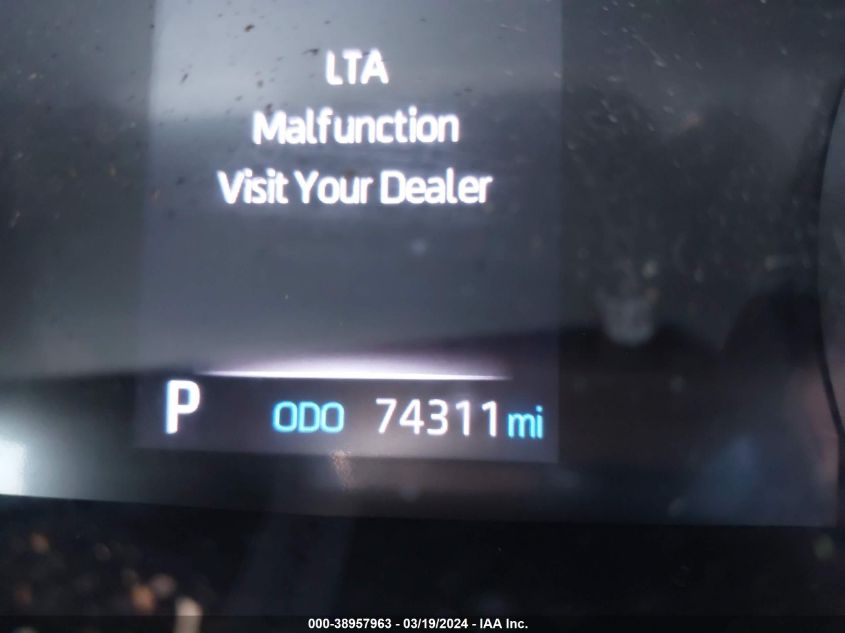 LTA
Malfunction
Visit Your Dealer
P ODO 74311 mi
000-38957963 - 03/19/2024 - IAA Inc.